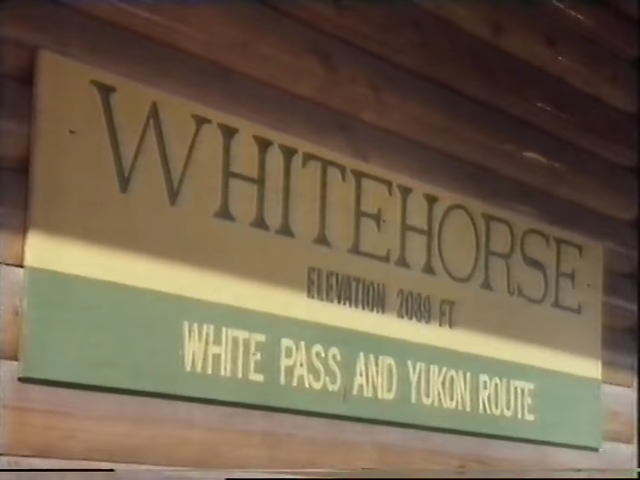 WHITEHORSE
ELEVATION 2089 FT
WHITE PASS AND YUKON ROUTE